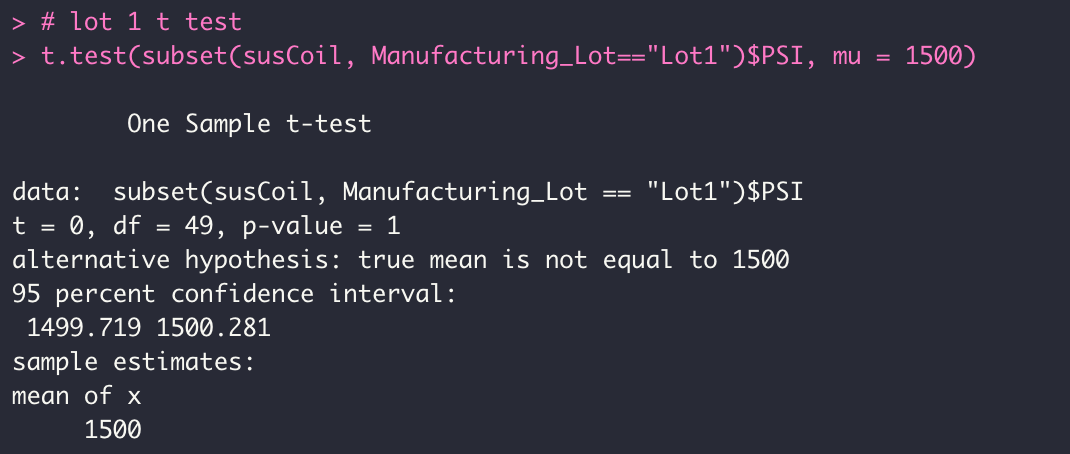 > # lot 1 t test
> t.test(subset(susCoil, Manufacturing_Lot=="Lot1")$PSI, mu = 1500)
One Sample t-test
data:  subset(susCoil, Manufacturing_Lot == "Lot1")$PSI
t = 0, df = 49, p-value = 1
alternative hypothesis: true mean is not equal to 1500
95 percent confidence interval:
1499.719 1500.281
sample estimates:
mean of x
1500